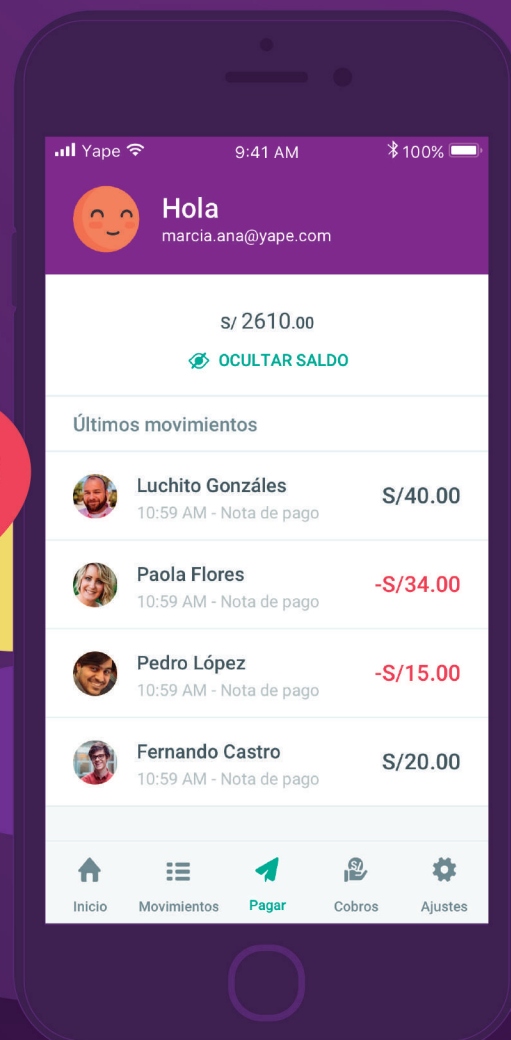 Yape 9:41 AM 100%
Hola
marcia.ana@yape.com
S/ 2610.00
OCULTAR SALDO
Últimos movimientos
Luchito Gonzáles S/40.00
10:59 AM - Nota de pago
Paola Flores -S/34.00
10:59 AM - Nota de pago
Pedro López -S/15.00
10:59 AM - Nota de pago
Fernando Castro S/20.00
10:59 AM - Nota de pago
S/
Inicio Movimientos Pagar Cobros Ajustes